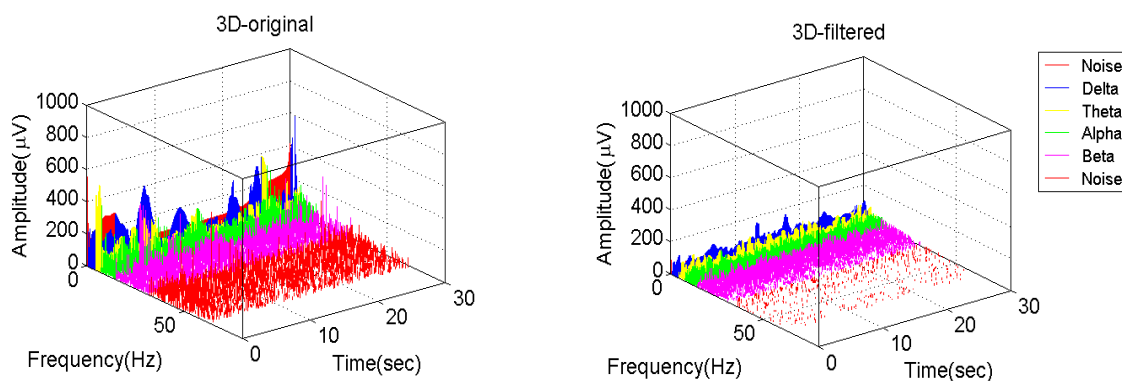 3D-original
Amplitude(μV)
1000
800
600
400
200
0
0
50
Frequency(Hz)
0
10
20
30
Time(sec)
3D-filtered
Amplitude(μV)
1000
800
600
400
200
0
0
50
Frequency(Hz)
0
10
20
30
Time(sec)
Noise
Delta
Theta
Alpha
Beta
Noise